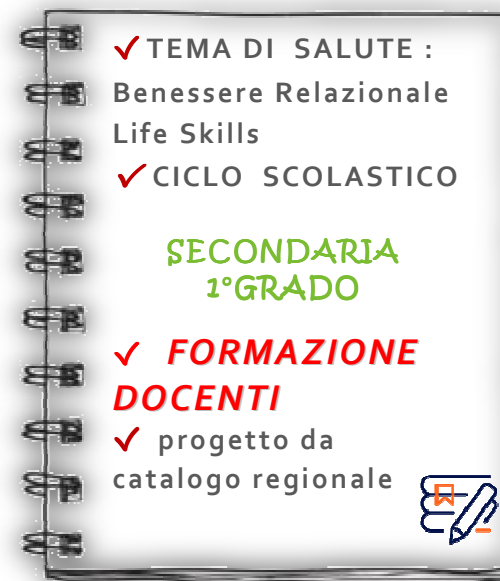 ✓ TEMA DI SALUTE :
Benessere Relazionale
Life Skills
✓ CICLO SCOLASTICO
SECONDARIA
1°GRADO
✓ FORMAZIONE
DOCENTI
✓ progetto da
catalogo regionale